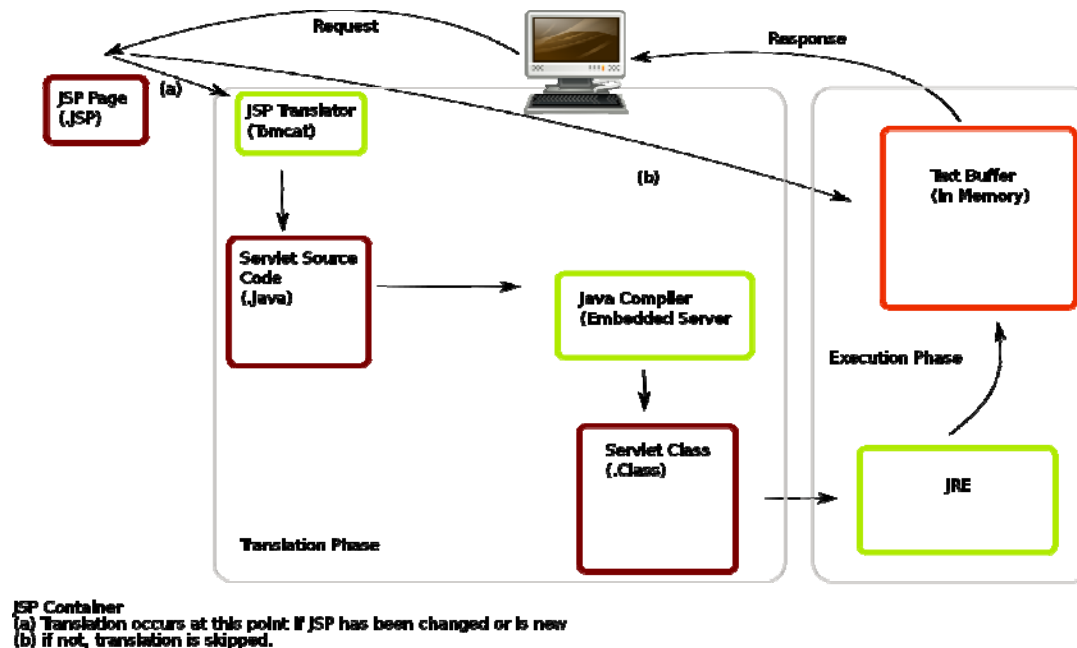 Request
Response
(a)
JSP Page
(.JSP)
JSP Translator
(Tomcat)
(b)
Text Buffer
(in Memory)
Servlet Source
Code
(.Java)
Java Compiler
(Embedded Server
Execution Phase
Servlet Class
(.Class)
JRE
Translation Phase
JSP Container
(a) Translation occurs at this point if JSP has been changed or is new
(b) if not, translation is skipped.